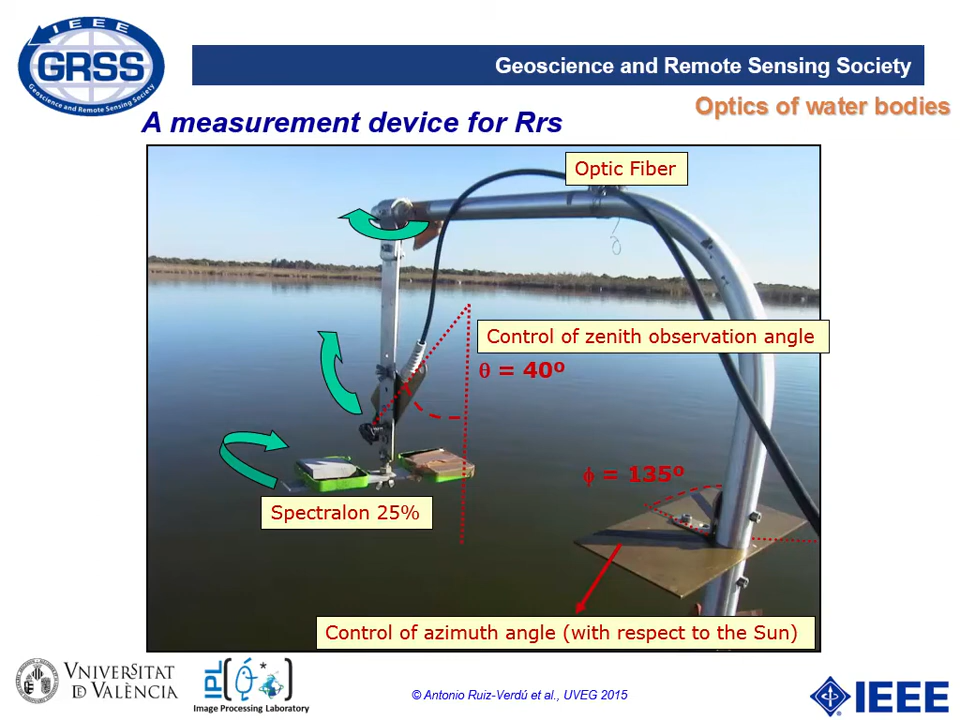 IEEE
GRSS
Geoscience and Remote Sensing Society
Geoscience and Remote Sensing Society
Optics of water bodies
A measurement device for Rrs
Optic Fiber
Control of zenith observation angle
θ = 40º
ϕ = 135º
Spectralon 25%
Control of azimuth angle (with respect to the Sun)
VNIVERSITAT
DE VALÈNCIA
IPL
Image Processing Laboratory
© Antonio Ruiz-Verdú et al., UVEG 2015
IEEE